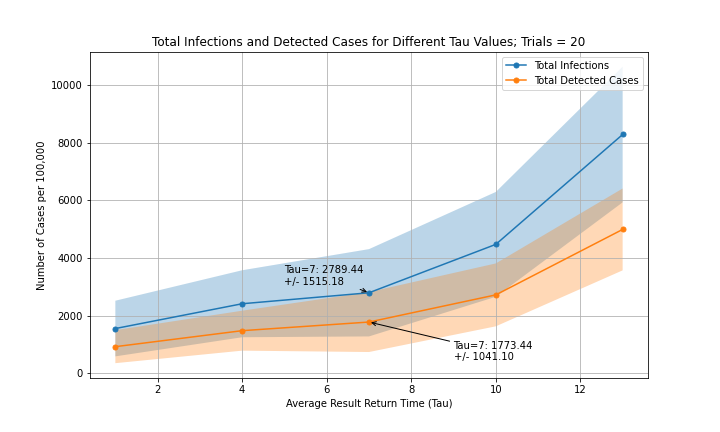 Total Infections and Detected Cases for Different Tau Values; Trials = 20
Total Infections
Total Detected Cases
Number of Cases per 100,000
10000
8000
6000
4000
2000
0
Tau=7: 2789.44
+/- 1515.18
Tau=7: 1773.44
+/- 1041.10
2 4 6 8 10 12
Average Result Return Time (Tau)